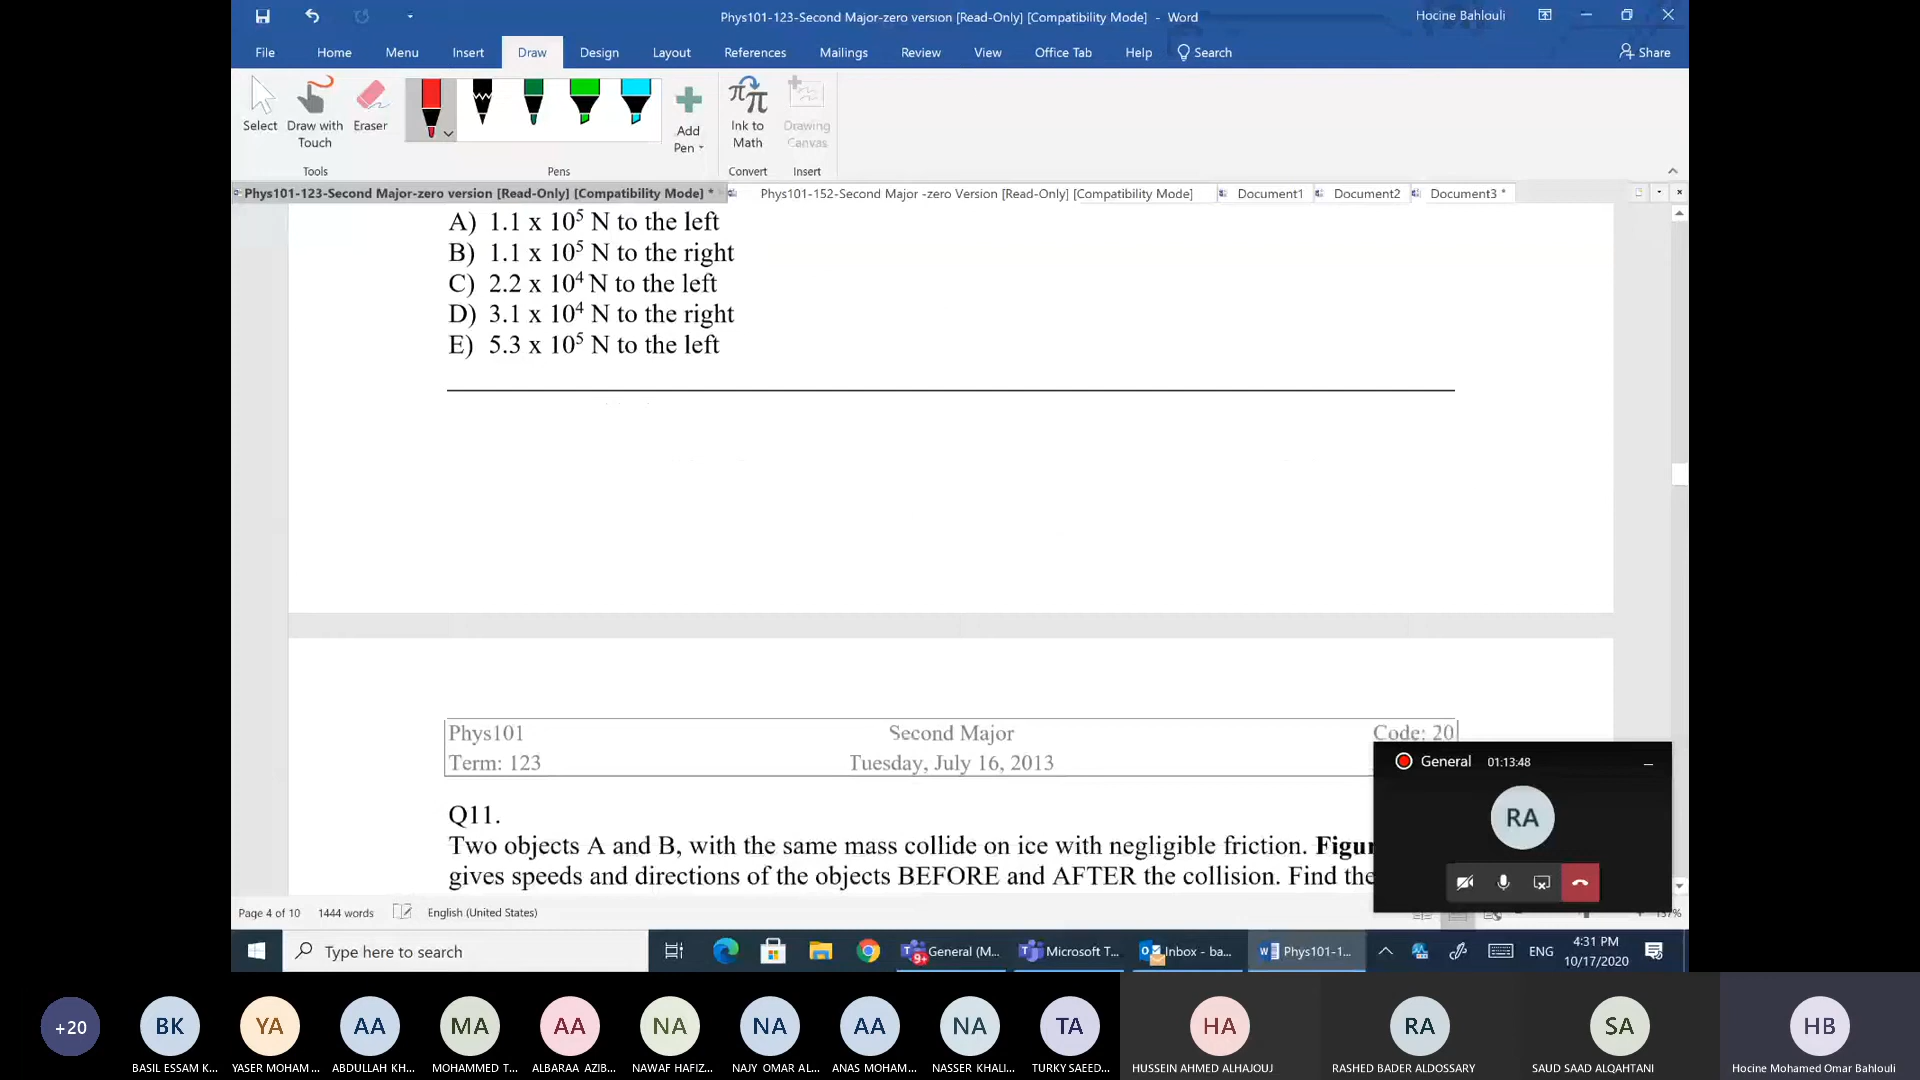 Phys101-123-Second Major-zero version [Read-Only] [Compatibility Mode] - Word
Hocine Bahlouli
File Home Menu Insert Draw Design Layout References Mailings Review View Office Tab Help Search Share
Select Draw with Touch Eraser Add Pen Ink to Math Drawing Canvas
Tools Pens Convert Insert
Phys101-123-Second Major-zero version [Read-Only] [Compatibility Mode] * Phys101-152-Second Major -zero Version [Read-Only] [Compatibility Mode] Document1 Document2 Document3 *
A) 1.1 x 10⁵ N to the left
B) 1.1 x 10⁵ N to the right
C) 2.2 x 10⁴ N to the left
D) 3.1 x 10⁴ N to the right
E) 5.3 x 10⁵ N to the left
Phys101 Second Major Code: 20
Term: 123 Tuesday, July 16, 2013
General 01:13:48
RA
Q11.
Two objects A and B, with the same mass collide on ice with negligible friction. Figur
gives speeds and directions of the objects BEFORE and AFTER the collision. Find the
Page 4 of 10 1444 words English (United States)
Type here to search General (M... Microsoft T... Inbox - ba... Phys101-1... ENG 4:31 PM
9+ 10/17/2020
+20 BK YA AA MA AA NA NA AA NA TA HA RA SA HB
BASIL ESSAM K... YASER MOHAM... ABDULLAH KH... MOHAMMED T... ALBARAA AZIB... NAWAF HAFIZ... NAJY OMAR AL... ANAS MOHAM... NASSER KHALI... TURKY SAEED... HUSSEIN AHMED ALHAJOUJ RASHED BADER ALDOSSARY SAUD SAAD ALQAHTANI Hocine Mohamed Omar Bahlouli